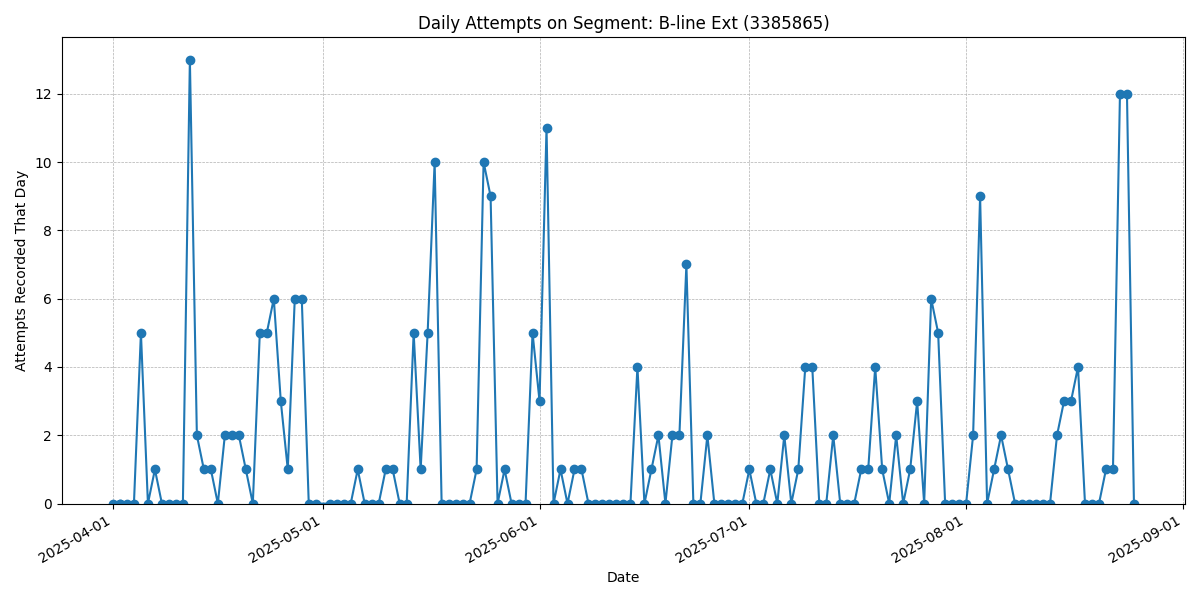 Daily Attempts on Segment: B-line Ext (3385865)
Attempts Recorded That Day
12
10
8
6
4
2
0
2025-04-01 2025-05-01 2025-06-01 2025-07-01 2025-08-01 2025-09-01
Date